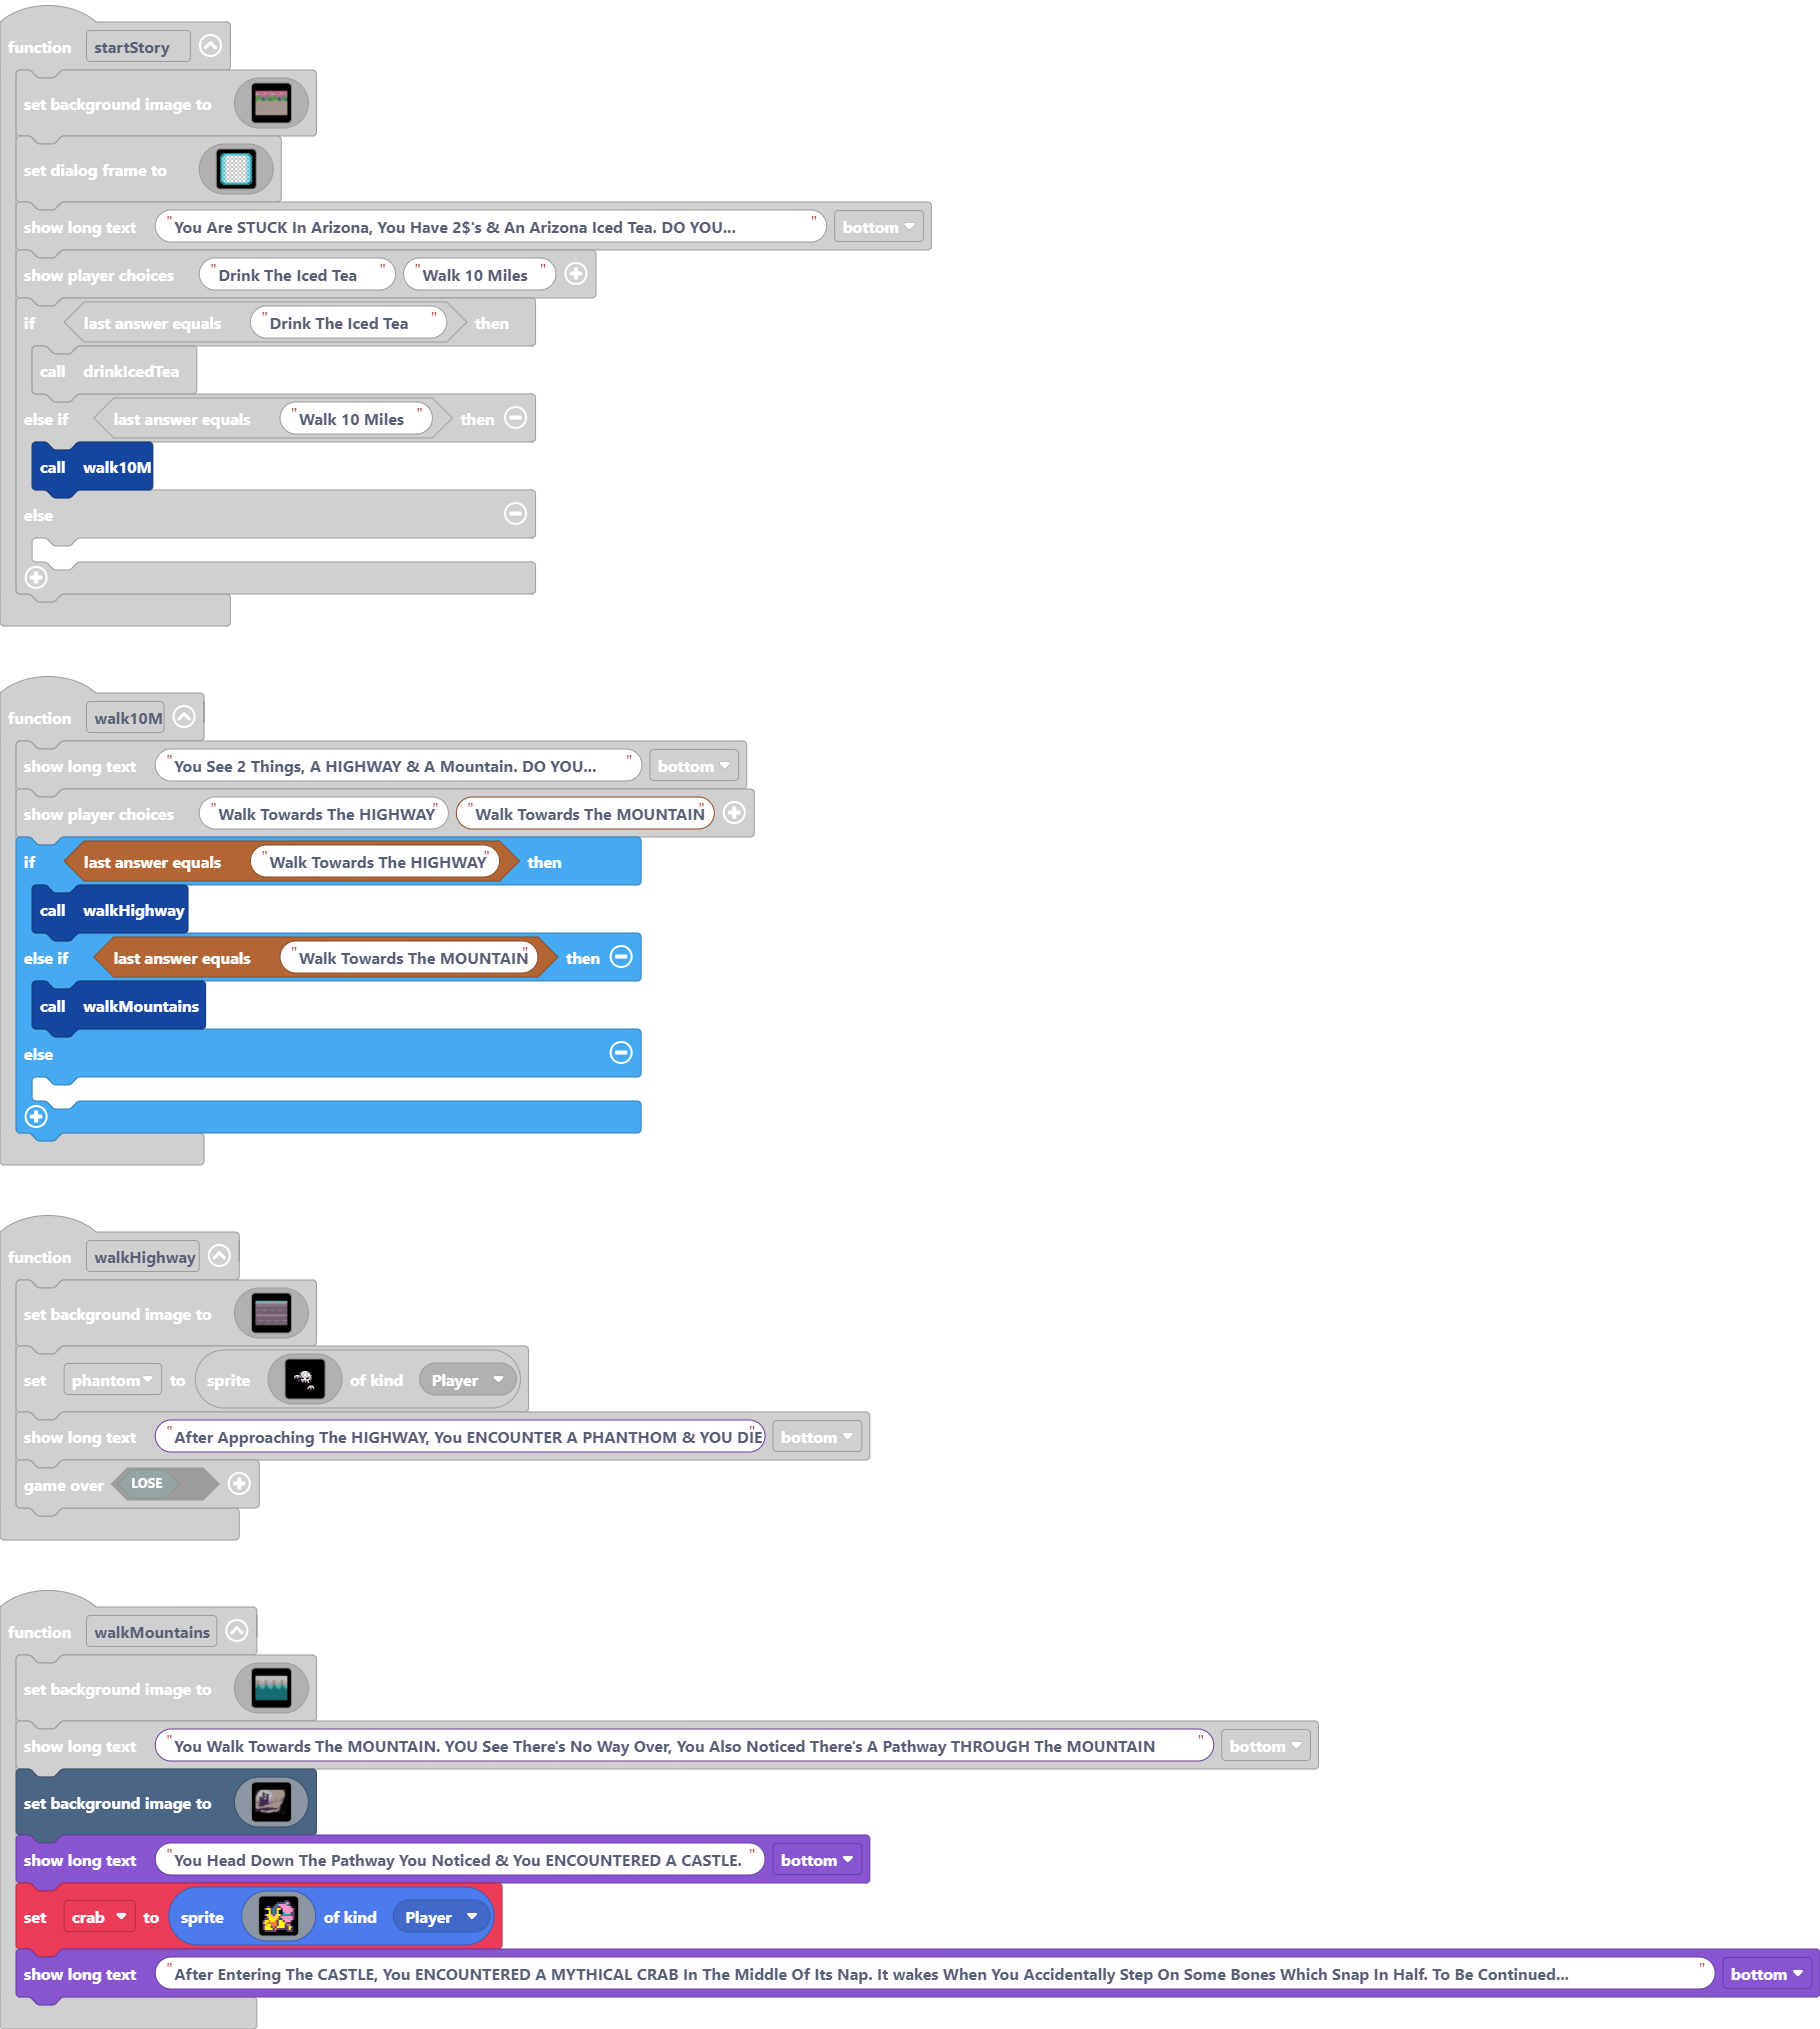 function startStory
set background image to
set dialog frame to
show long text "You Are STUCK In Arizona, You Have 2$'s & An Arizona Iced Tea. DO YOU... " bottom
show player choices "Drink The Iced Tea " "Walk 10 Miles "
if last answer equals "Drink The Iced Tea " then
call drinkIcedTea
else if last answer equals "Walk 10 Miles " then
call walk10M
else
function walk10M
show long text "You See 2 Things, A HIGHWAY & A Mountain. DO YOU... " bottom
show player choices "Walk Towards The HIGHWAY" "Walk Towards The MOUNTAIN"
if last answer equals "Walk Towards The HIGHWAY" then
call walkHighway
else if last answer equals "Walk Towards The MOUNTAIN" then
call walkMountains
else
function walkHighway
set background image to
set phantom to sprite of kind Player
show long text "After Approaching The HIGHWAY, You ENCOUNTER A PHANTHOM & YOU DIE" bottom
game over LOSE
function walkMountains
set background image to
show long text "You Walk Towards The MOUNTAIN. YOU See There's No Way Over, You Also Noticed There's A Pathway THROUGH The MOUNTAIN " bottom
set background image to
show long text "You Head Down The Pathway You Noticed & You ENCOUNTERED A CASTLE. " bottom
set crab to sprite of kind Player
show long text "After Entering The CASTLE, You ENCOUNTERED A MYTHICAL CRAB In The Middle Of Its Nap. It wakes When You Accidentally Step On Some Bones Which Snap In Half. To Be Continued... " bottom